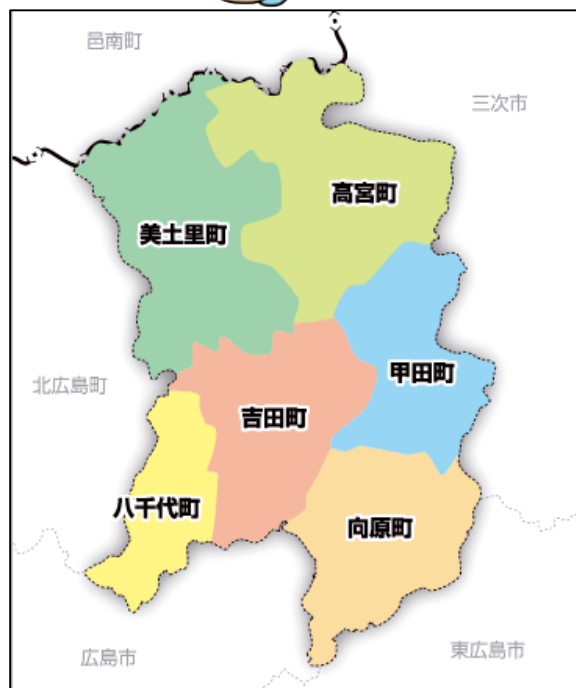 邑南町
三次市
高宮町
美土里町
甲田町
北広島町
吉田町
八千代町
向原町
広島市
東広島市